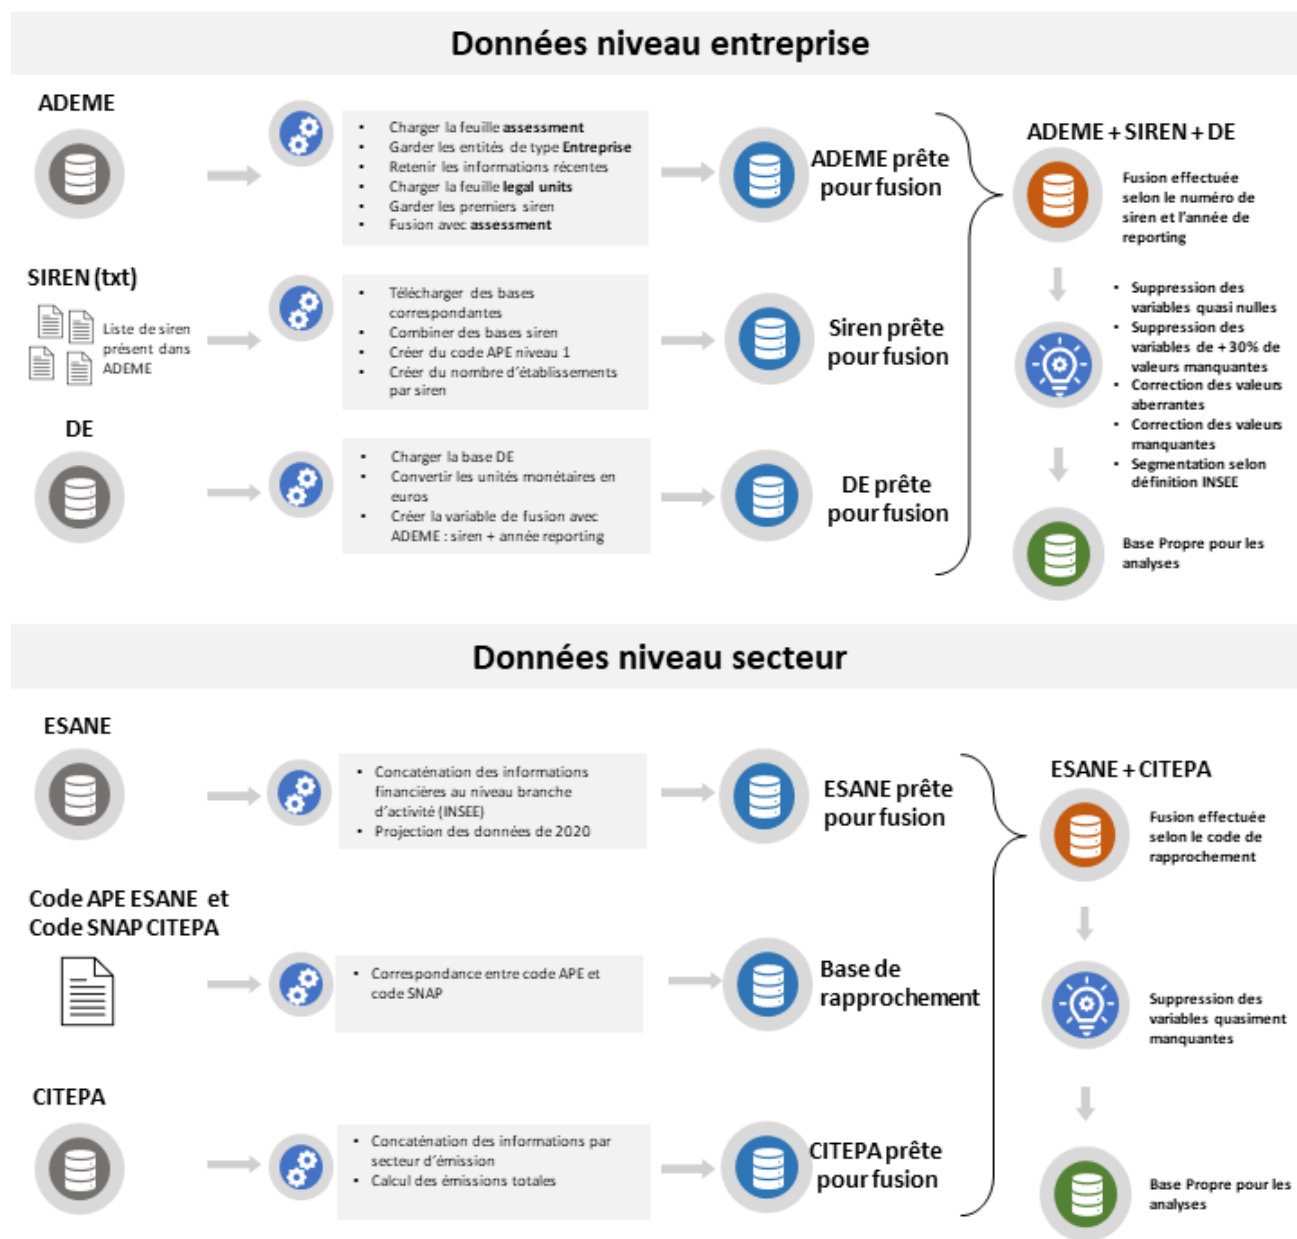 Données niveau entreprise
ADEME
• Charger la feuille assessment
• Garder les entités de type Entreprise
• Retenir les informations récentes
• Charger la feuille legal units
• Garder les premiers siren
• Fusion avec assessment
ADEME prête
pour fusion
SIREN (txt)
Liste de siren
présent dans
ADEME
• Télécharger des bases
correspondantes
• Combiner des bases siren
• Créer du code APE niveau 1
• Créer du nombre d'établissements
par siren
Siren prête
pour fusion
DE
• Charger la base DE
• Convertir les unités monétaires en
euros
• Créer la variable de fusion avec
ADEME : siren + année reporting
DE prête
pour fusion
ADEME + SIREN + DE
Fusion effectuée
selon le numéro de
siren et l'année de
reporting
• Suppression des
variables quasi nulles
• Suppression des
variables de + 30% de
valeurs manquantes
• Correction des valeurs
aberrantes
• Correction des valeurs
manquantes
• Segmentation selon
définition INSEE
Base Propre pour les
analyses
Données niveau secteur
ESANE
• Concaténation des informations
financières au niveau branche
d'activité (INSEE)
• Projection des données de 2020
ESANE prête
pour fusion
Code APE ESANE et
Code SNAP CITEPA
• Correspondance entre code APE et
code SNAP
Base de
rapprochement
CITEPA
• Concaténation des informations par
secteur d'émission
• Calcul des émissions totales
CITEPA prête
pour fusion
ESANE + CITEPA
Fusion effectuée
selon le code de
rapprochement
Suppression des
variables quasiment
manquantes
Base Propre pour les
analyses